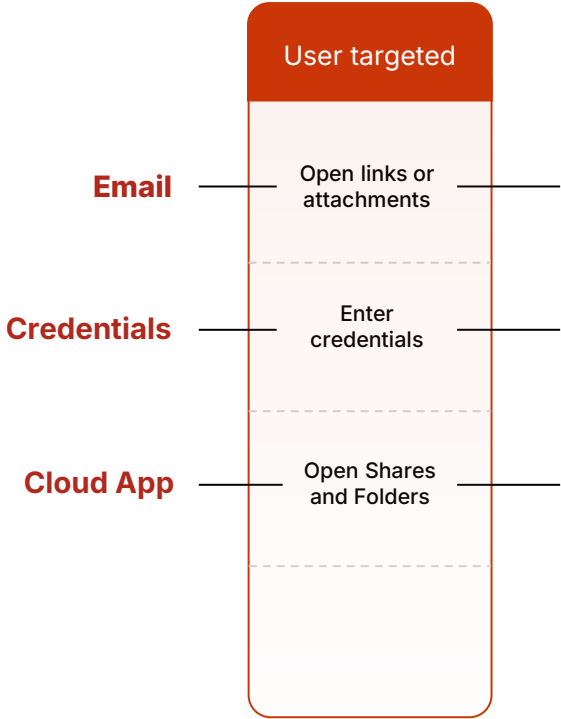 User targeted
Email
Open links or
attachments
Credentials
Enter
credentials
Cloud App
Open Shares
and Folders